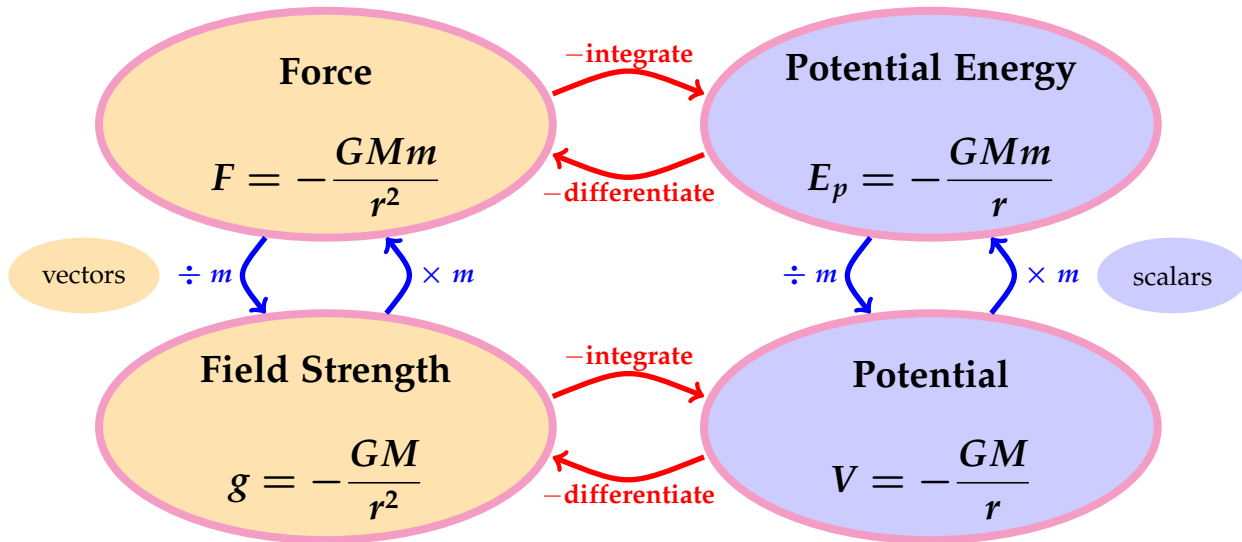 Force
−integrate
Potential Energy
F = −GMm/r²
−differentiate
E_p = −GMm/r
vectors
÷ m
× m
÷ m
× m
scalars
Field Strength
−integrate
Potential
g = −GM/r²
−differentiate
V = −GM/r